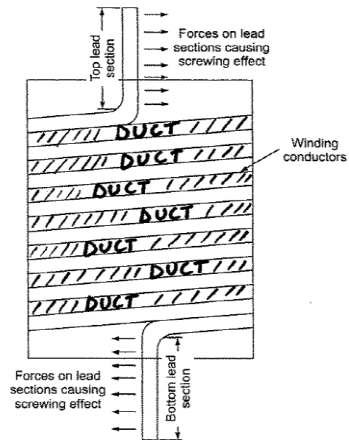 Top lead
section
Forces on lead
sections causing
screwing effect
DUCT
Winding
conductors
DUCT
DUCT
DUCT
DUCT
DUCT
DUCT
Forces on lead
sections causing
screwing effect
Bottom lead
section